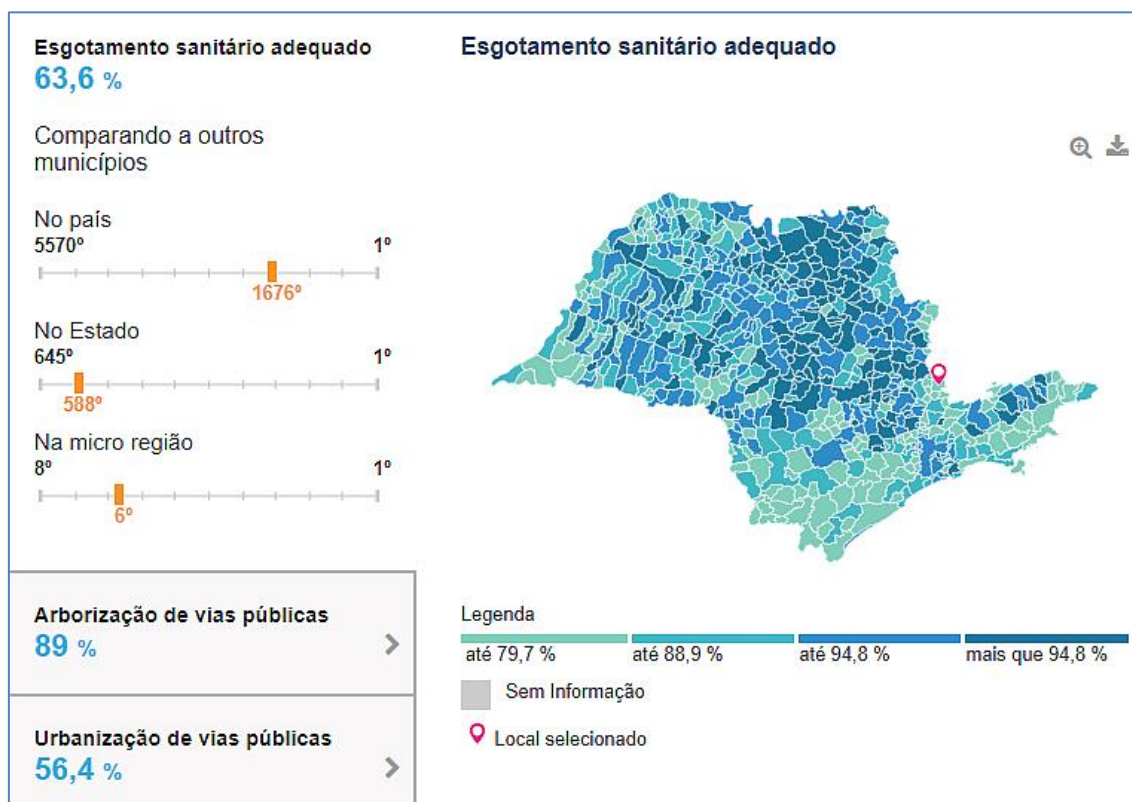 Esgotamento sanitário adequado
63,6 %
Comparando a outros
municípios
No país
5570º 1º
1676º
No Estado
645º 1º
588º
Na micro região
8º 1º
6º
Arborização de vias públicas
89 %
Urbanização de vias públicas
56,4 %
Esgotamento sanitário adequado
Legenda
até 79,7 % até 88,9 % até 94,8 % mais que 94,8 %
Sem Informação
Local selecionado